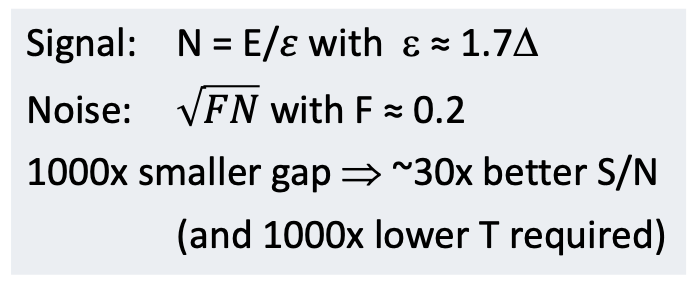 Signal: N = E/ε with ε ≈ 1.7Δ
Noise: √FN with F ≈ 0.2
1000x smaller gap ⇒ ~30x better S/N
(and 1000x lower T required)